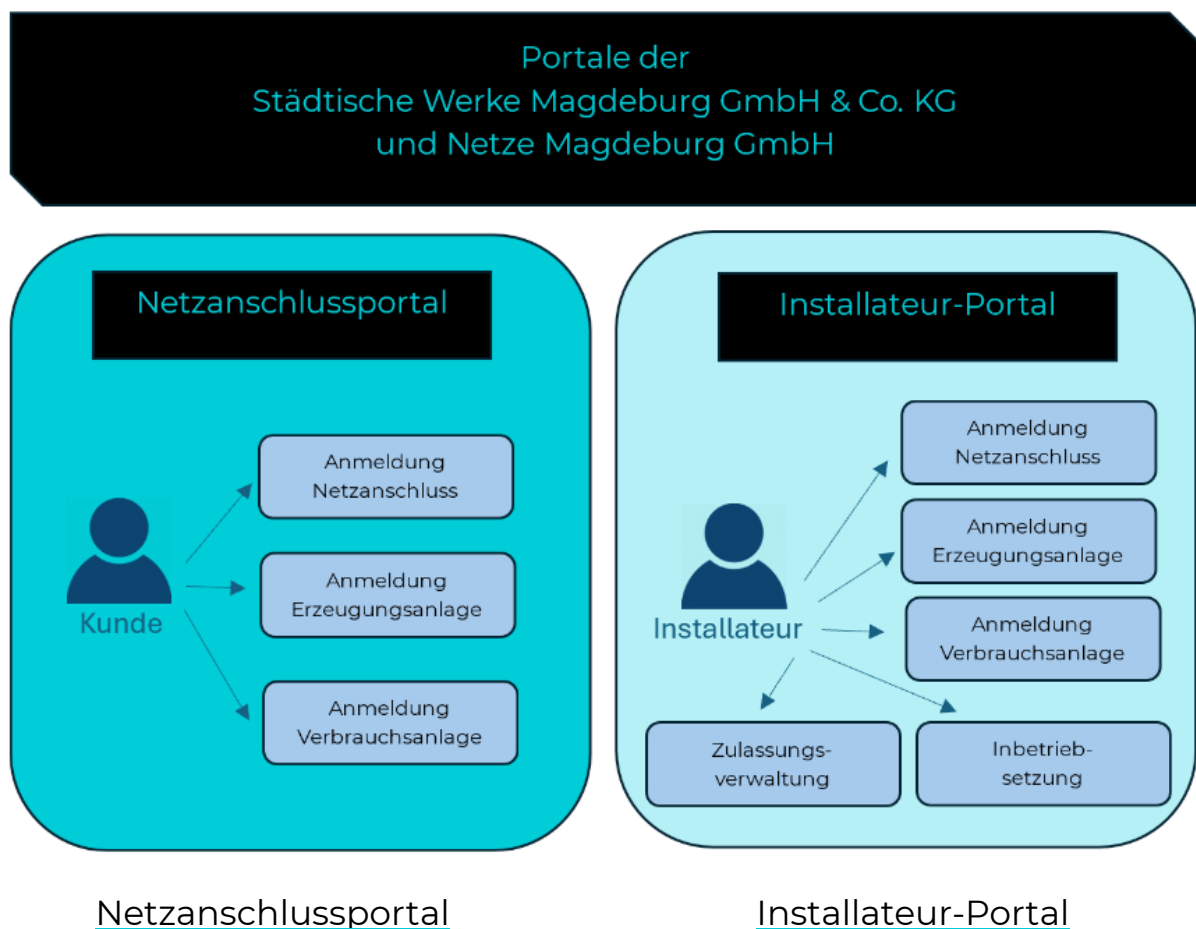 Portale der
Städtische Werke Magdeburg GmbH & Co. KG
und Netze Magdeburg GmbH
Netzanschlussportal
Anmeldung
Netzanschluss
Anmeldung
Erzeugungsanlage
Kunde
Anmeldung
Verbrauchsanlage
Installateur-Portal
Anmeldung
Netzanschluss
Anmeldung
Erzeugungsanlage
Installateur
Anmeldung
Verbrauchsanlage
Zulassungs-
verwaltung
Inbetrieb-
setzung
Netzanschlussportal
Installateur-Portal